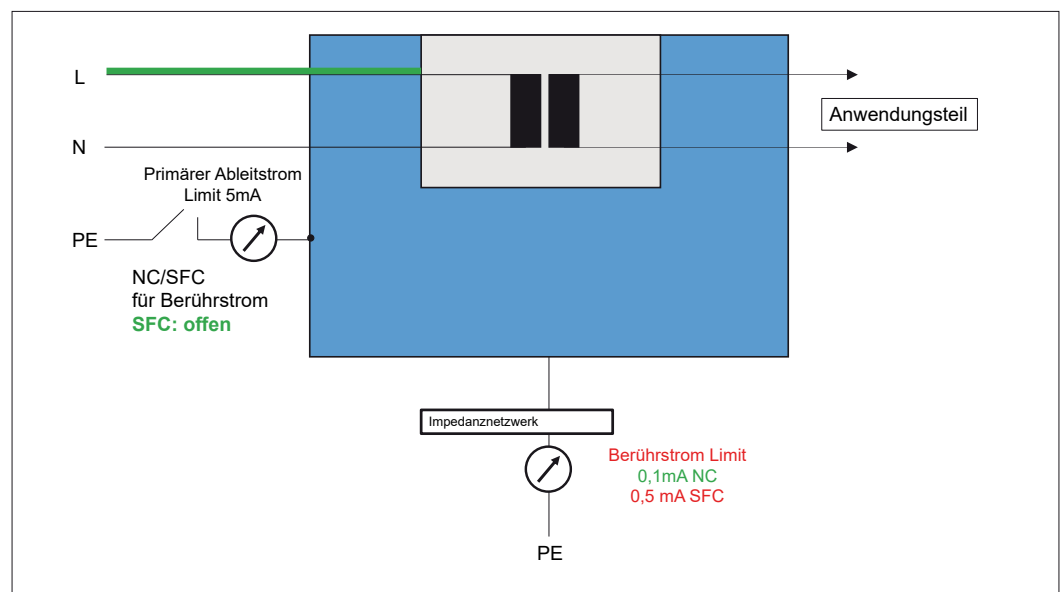 L
Anwendungsteil
N
Primärer Ableitstrom
Limit 5mA
PE
NC/SFC
für Berührstrom
SFC: offen
Impedanznetzwerk
Berührstrom Limit
0,1mA NC
0,5 mA SFC
PE